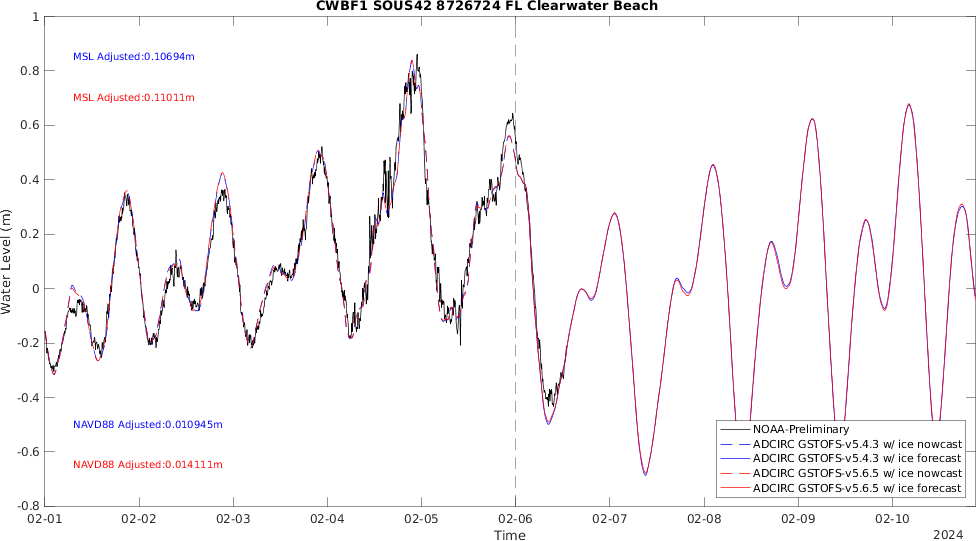 CWBF1 SOUS42 8726724 FL Clearwater Beach
1
0.8
0.6
0.4
0.2
0
-0.2
-0.4
-0.6
-0.8
Water Level (m)
MSL Adjusted:0.10694m
MSL Adjusted:0.11011m
NAVD88 Adjusted:0.010945m
NAVD88 Adjusted:0.014111m
NOAA-Preliminary
ADCIRC GSTOFS-v5.4.3 w/ ice nowcast
ADCIRC GSTOFS-v5.4.3 w/ ice forecast
ADCIRC GSTOFS-v5.6.5 w/ ice nowcast
ADCIRC GSTOFS-v5.6.5 w/ ice forecast
02-01 02-02 02-03 02-04 02-05 02-06 02-07 02-08 02-09 02-10
Time
2024